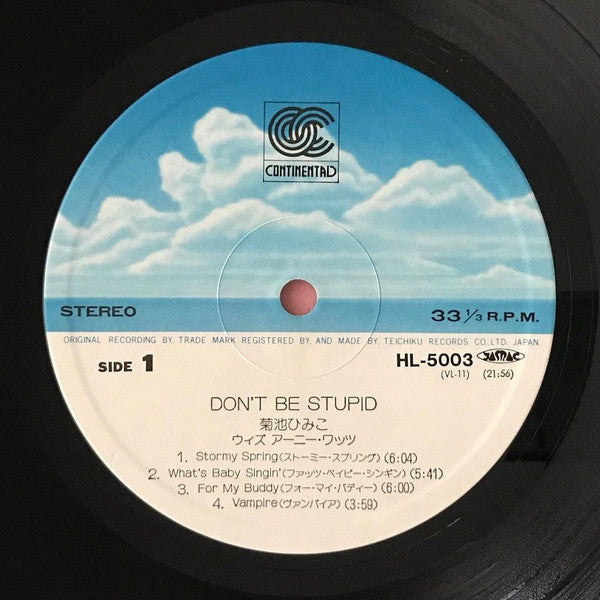 CONTINENTAL
STEREO
33 1/3 R.P.M.
ORIGINAL RECORDING BY. TRADE MARK REGISTERED BY. AND MADE BY. TEICHIKU RECORDS CO., LTD. JAPAN.
SIDE 1
HL-5003 JASRAC
(VL-11) (21:56)
DON'T BE STUPID
菊池ひみこ
ウィズ アーニー・ワッツ
1. Stormy Spring(ストーミー・スプリング)(6:04)
2. What's Baby Singin'(ファッツ・ベイビー・シンギン)(5:41)
3. For My Buddy(フォー・マイ・バディー)(6:00)
4. Vampire(ヴァンパイア)(3:59)